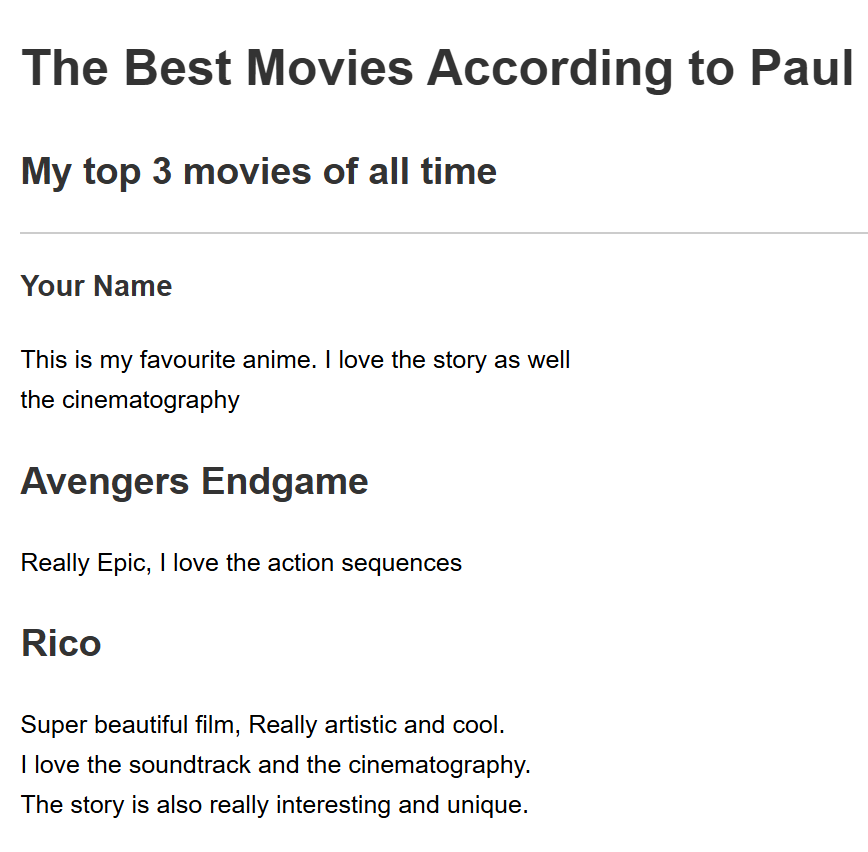 The Best Movies According to Paul
My top 3 movies of all time
Your Name
This is my favourite anime. I love the story as well
the cinematography
Avengers Endgame
Really Epic, I love the action sequences
Rico
Super beautiful film, Really artistic and cool.
I love the soundtrack and the cinematography.
The story is also really interesting and unique.